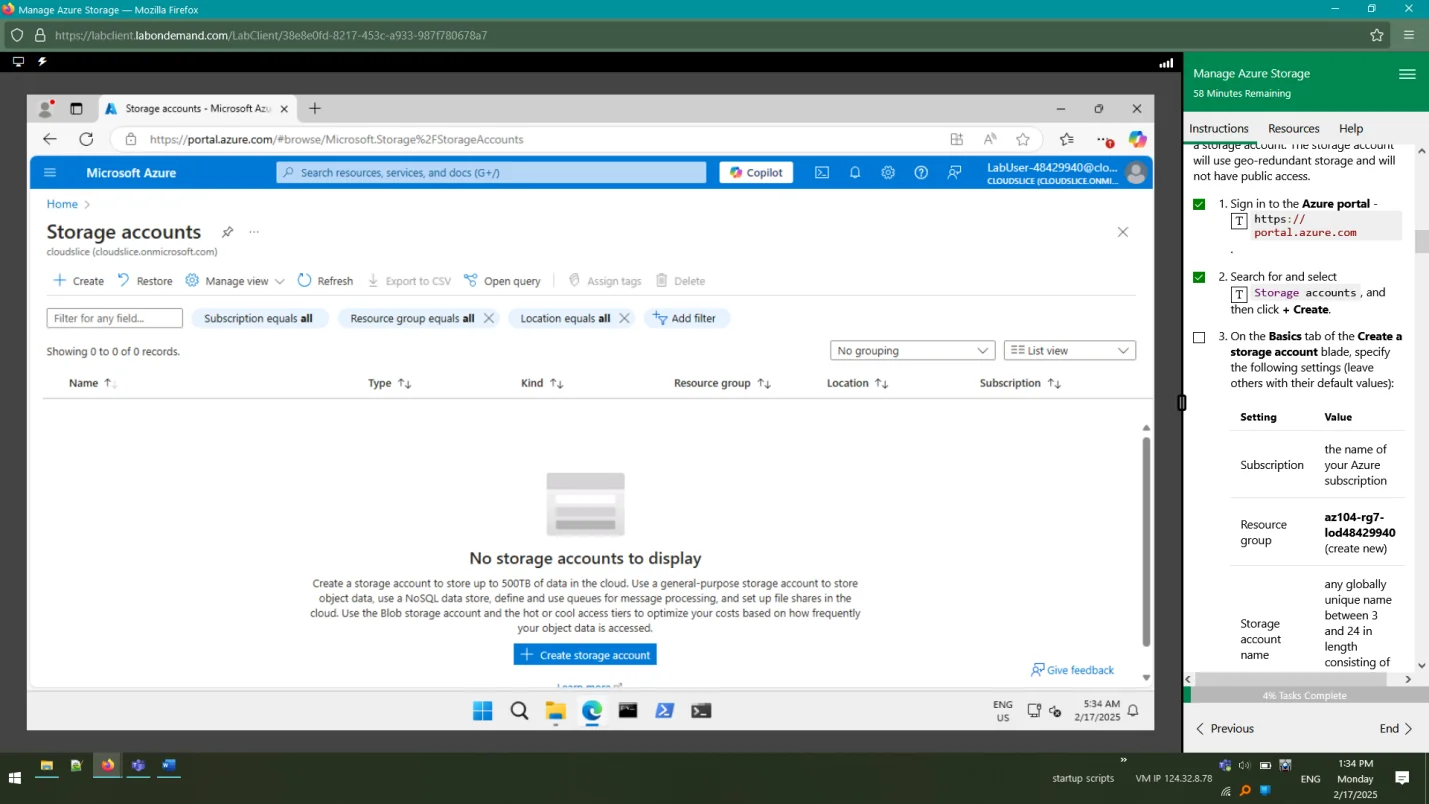 Manage Azure Storage — Mozilla Firefox
https://labclient.labondemand.com/LabClient/38e8e0fd-8217-453c-a933-987f780678a7
Storage accounts - Microsoft Azu
https://portal.azure.com/#browse/Microsoft.Storage%2FStorageAccounts
Microsoft Azure
Search resources, services, and docs (G+/)
Copilot
LabUser-48429940@clo...
CLOUDSLICE (CLOUDSLICE.ONMI...
Home
Storage accounts
cloudslice (cloudslice.onmicrosoft.com)
Create
Restore
Manage view
Refresh
Export to CSV
Open query
Assign tags
Delete
Filter for any field...
Subscription equals all
Resource group equals all
Location equals all
Add filter
Showing 0 to 0 of 0 records.
No grouping
List view
Name
Type
Kind
Resource group
Location
Subscription
No storage accounts to display
Create a storage account to store up to 500TB of data in the cloud. Use a general-purpose storage account to store
object data, use a NoSQL data store, define and use queues for message processing, and set up file shares in the
cloud. Use the Blob storage account and the hot or cool access tiers to optimize your costs based on how frequently
your object data is accessed.
Create storage account
Learn more
Give feedback
ENG
US
5:34 AM
2/17/2025
Manage Azure Storage
58 Minutes Remaining
Instructions
Resources
Help
a storage account. The storage account
will use geo-redundant storage and will
not have public access.
1. Sign in to the Azure portal -
T https://
portal.azure.com
.
2. Search for and select
T Storage accounts, and
then click + Create.
3. On the Basics tab of the Create a
storage account blade, specify
the following settings (leave
others with their default values):
Setting
Value
Subscription
the name of
your Azure
subscription
Resource
group
az104-rg7-
lod48429940
(create new)
Storage
account
name
any globally
unique name
between 3
and 24 in
length
consisting of
4% Tasks Complete
Previous
End
startup scripts
VM IP 124.32.8.78
ENG
1:34 PM
Monday
2/17/2025